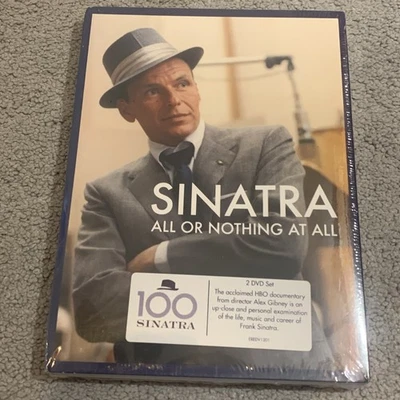 SINATRA
ALL OR NOTHING AT ALL
100
SINATRA
2 DVD Set
The acclaimed HBO documentary
from director Alex Gibney is an
up close and personal examination
of the life, music and career of
Frank Sinatra.